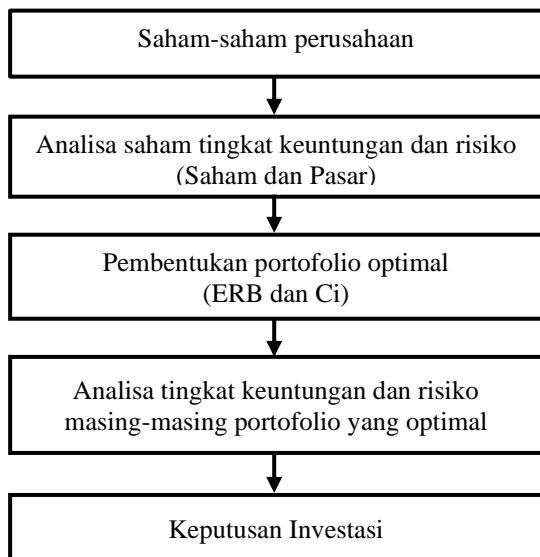 Saham-saham perusahaan
Analisa saham tingkat keuntungan dan risiko
(Saham dan Pasar)
Pembentukan portofolio optimal
(ERB dan Ci)
Analisa tingkat keuntungan dan risiko
masing-masing portofolio yang optimal
Keputusan Investasi